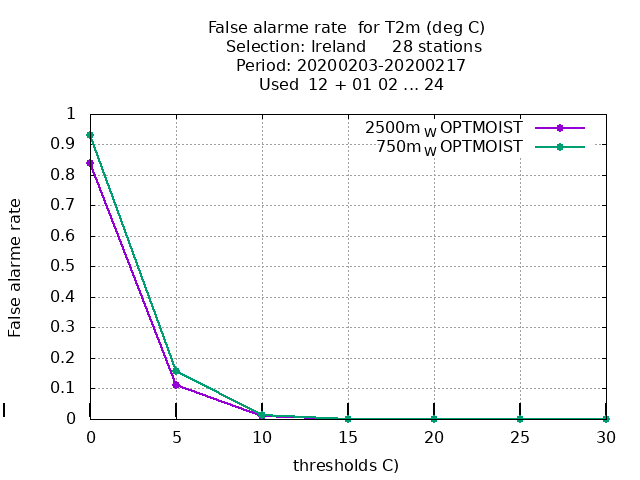 False alarme rate  for T2m (deg C)
Selection: Ireland     28 stations
Period: 20200203-20200217
Used  12 + 01 02 ... 24
2500m W OPTMOIST
750m W OPTMOIST
1
0.9
0.8
0.7
0.6
0.5
0.4
0.3
0.2
0.1
0
False alarme rate
0 5 10 15 20 25 30
thresholds C)